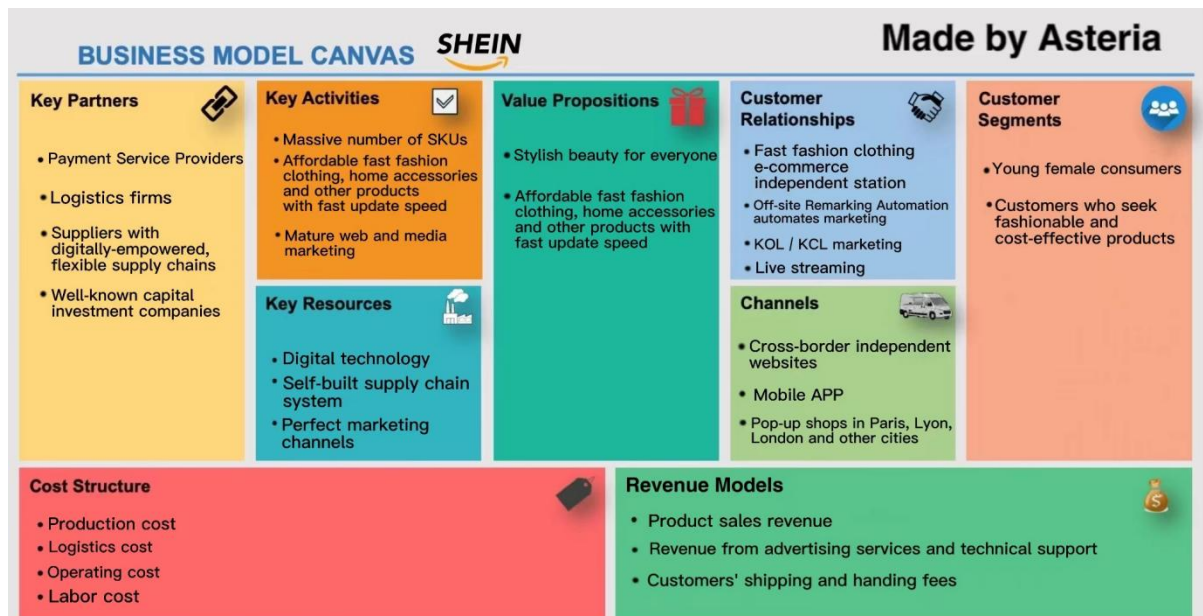 BUSINESS MODEL CANVAS SHEIN
Made by Asteria
Key Partners
• Payment Service Providers
• Logistics firms
• Suppliers with
digitally-empowered,
flexible supply chains
• Well-known capital
investment companies
Key Activities
• Massive number of SKUs
• Affordable fast fashion
clothing, home accessories
and other products
with fast update speed
• Mature web and media
marketing
Key Resources
• Digital technology
• Self-built supply chain
system
• Perfect marketing
channels
Value Propositions
• Stylish beauty for everyone
• Affordable fast fashion
clothing, home accessories
and other products with
fast update speed
Customer
Relationships
• Fast fashion clothing
e-commerce
independent station
• Off-site Remarking Automation
automates marketing
• KOL / KCL marketing
• Live streaming
Channels
• Cross-border independent
websites
• Mobile APP
• Pop-up shops in Paris, Lyon,
London and other cities
Customer
Segments
• Young female consumers
• Customers who seek
fashionable and
cost-effective products
Cost Structure
• Production cost
• Logistics cost
• Operating cost
• Labor cost
Revenue Models
• Product sales revenue
• Revenue from advertising services and technical support
• Customers' shipping and handing fees